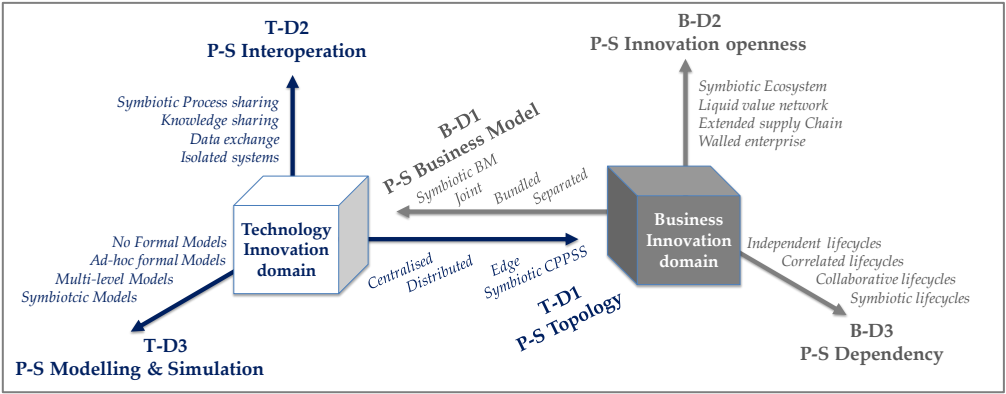 T-D2
P-S Interoperation
Symbiotic Process sharing
Knowledge sharing
Data exchange
Isolated systems
B-D2
P-S Innovation openness
Symbiotic Ecosystem
Liquid value network
Extended supply Chain
Walled enterprise
B-D1
P-S Business Model
Symbiotic BM
Joint
Bundled
Separated
Technology
Innovation
domain
Business
Innovation
domain
Centralised
Distributed
Edge
Symbiotic CPPSS
T-D1
P-S Topology
No Formal Models
Ad-hoc formal Models
Multi-level Models
Symbiotcic Models
T-D3
P-S Modelling & Simulation
Independent lifecycles
Correlated lifecycles
Collaborative lifecycles
Symbiotic lifecycles
B-D3
P-S Dependency